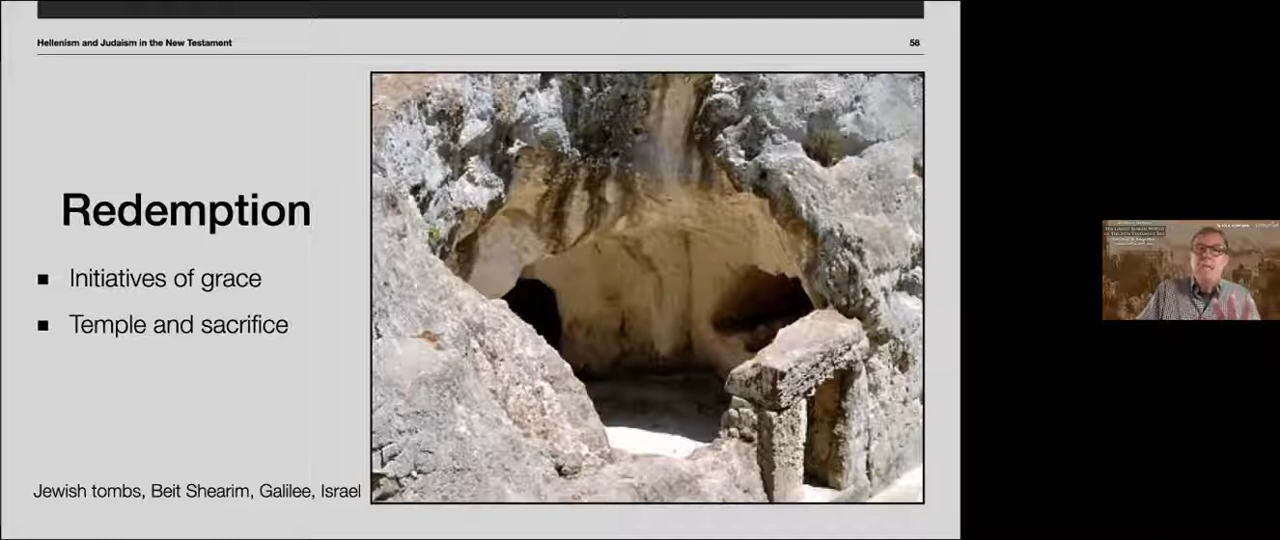 Hellenism and Judaism in the New Testament
58
Redemption
Initiatives of grace
Temple and sacrifice
Jewish tombs, Beit Shearim, Galilee, Israel